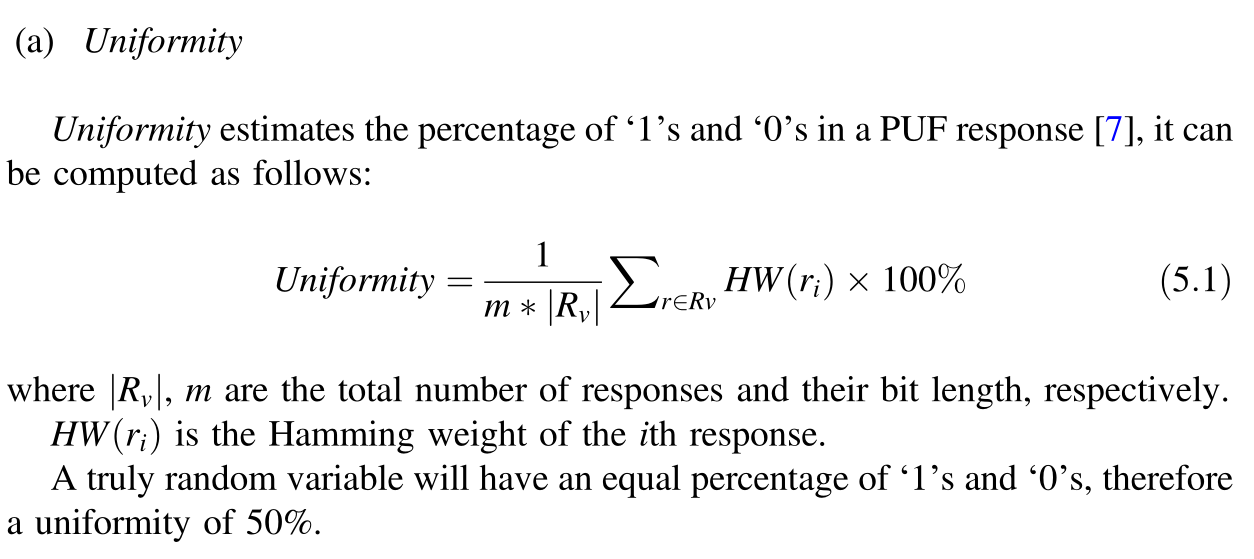 (a) Uniformity
Uniformity estimates the percentage of ‘1’s and ‘0’s in a PUF response [7], it can
be computed as follows:
Uniformity = \frac{1}{m * |R_v|} \sum_{r \in Rv} HW(r_i) × 100% (5.1)
where |R_v|, m are the total number of responses and their bit length, respectively.
HW(r_i) is the Hamming weight of the ith response.
A truly random variable will have an equal percentage of ‘1’s and ‘0’s, therefore
a uniformity of 50%.